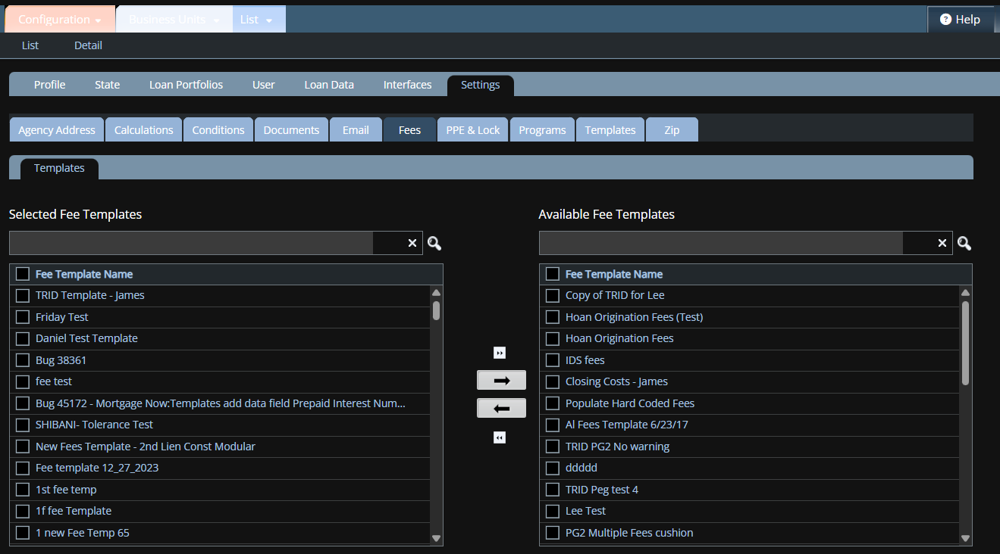 Configuration Business Units List Help
List Detail
Profile State Loan Portfolios User Loan Data Interfaces Settings
Agency Address Calculations Conditions Documents Email Fees PPE & Lock Programs Templates Zip
Templates
Selected Fee Templates
Fee Template Name
TRID Template - James
Friday Test
Daniel Test Template
Bug 38361
fee test
Bug 45172 - Mortgage Now:Templates add data field Prepaid Interest Num...
SHIBANI- Tolerance Test
New Fees Template - 2nd Lien Const Modular
Fee template 12_27_2023
1st fee temp
1f fee Template
1 new Fee Temp 65
Available Fee Templates
Fee Template Name
Copy of TRID for Lee
Hoan Origination Fees (Test)
Hoan Origination Fees
IDS fees
Closing Costs - James
Populate Hard Coded Fees
Al Fees Template 6/23/17
TRID PG2 No warning
ddddd
TRID Peg test 4
Lee Test
PG2 Multiple Fees cushion